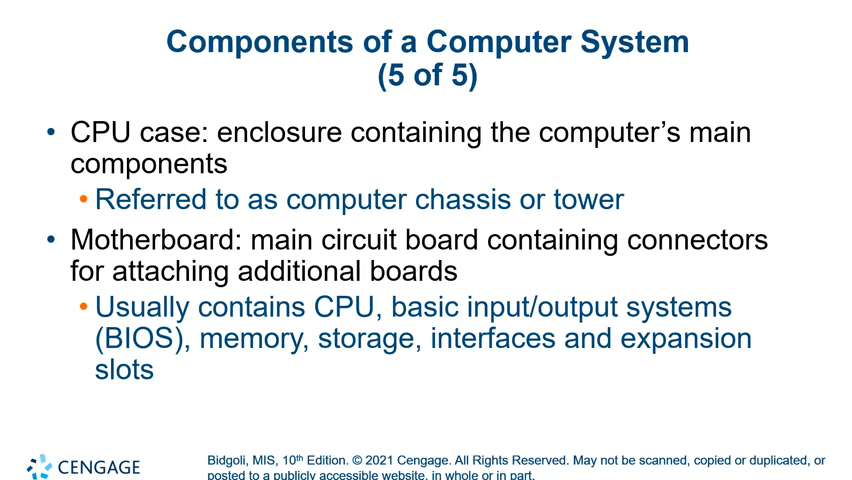 Components of a Computer System
(5 of 5)
• CPU case: enclosure containing the computer’s main
components
• Referred to as computer chassis or tower
• Motherboard: main circuit board containing connectors
for attaching additional boards
• Usually contains CPU, basic input/output systems
(BIOS), memory, storage, interfaces and expansion
slots
CENGAGE
Bidgoli, MIS, 10th Edition. © 2021 Cengage. All Rights Reserved. May not be scanned, copied or duplicated, or
posted to a publicly accessible website, in whole or in part.